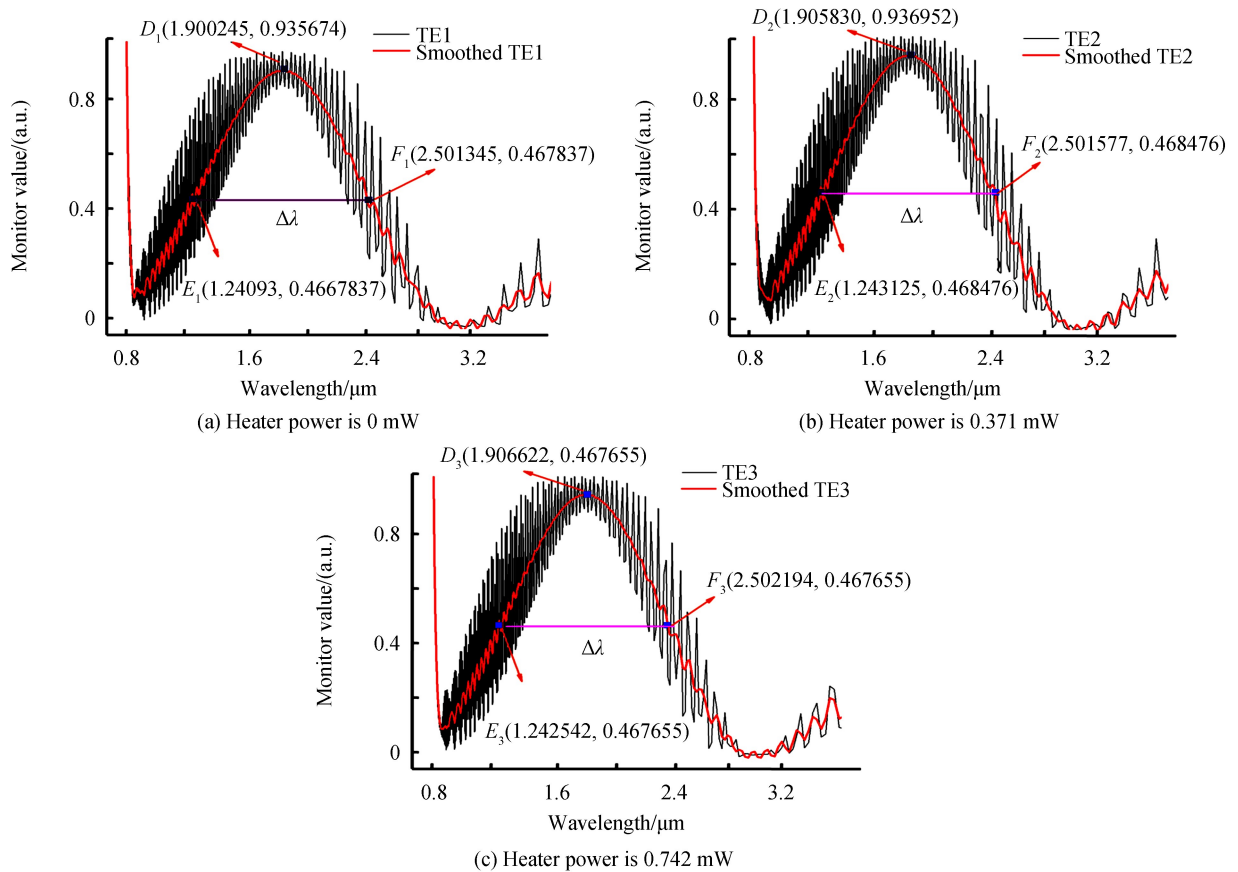 D1(1.900245, 0.935674)
TE1
Smoothed TE1
Monitor value/(a.u.)
0.8
0.4
0
F1(2.501345, 0.467837)
Δλ
E1(1.24093, 0.4667837)
0.8
1.6
2.4
3.2
Wavelength/μm
(a) Heater power is 0 mW
D2(1.905830, 0.936952)
TE2
Smoothed TE2
Monitor value/(a.u.)
0.8
0.4
0
F2(2.501577, 0.468476)
Δλ
E2(1.243125, 0.468476)
0.8
1.6
2.4
3.2
Wavelength/μm
(b) Heater power is 0.371 mW
D3(1.906622, 0.467655)
TE3
Smoothed TE3
Monitor value/(a.u.)
0.8
0.4
0
F3(2.502194, 0.467655)
Δλ
E3(1.242542, 0.467655)
0.8
1.6
2.4
3.2
Wavelength/μm
(c) Heater power is 0.742 mW